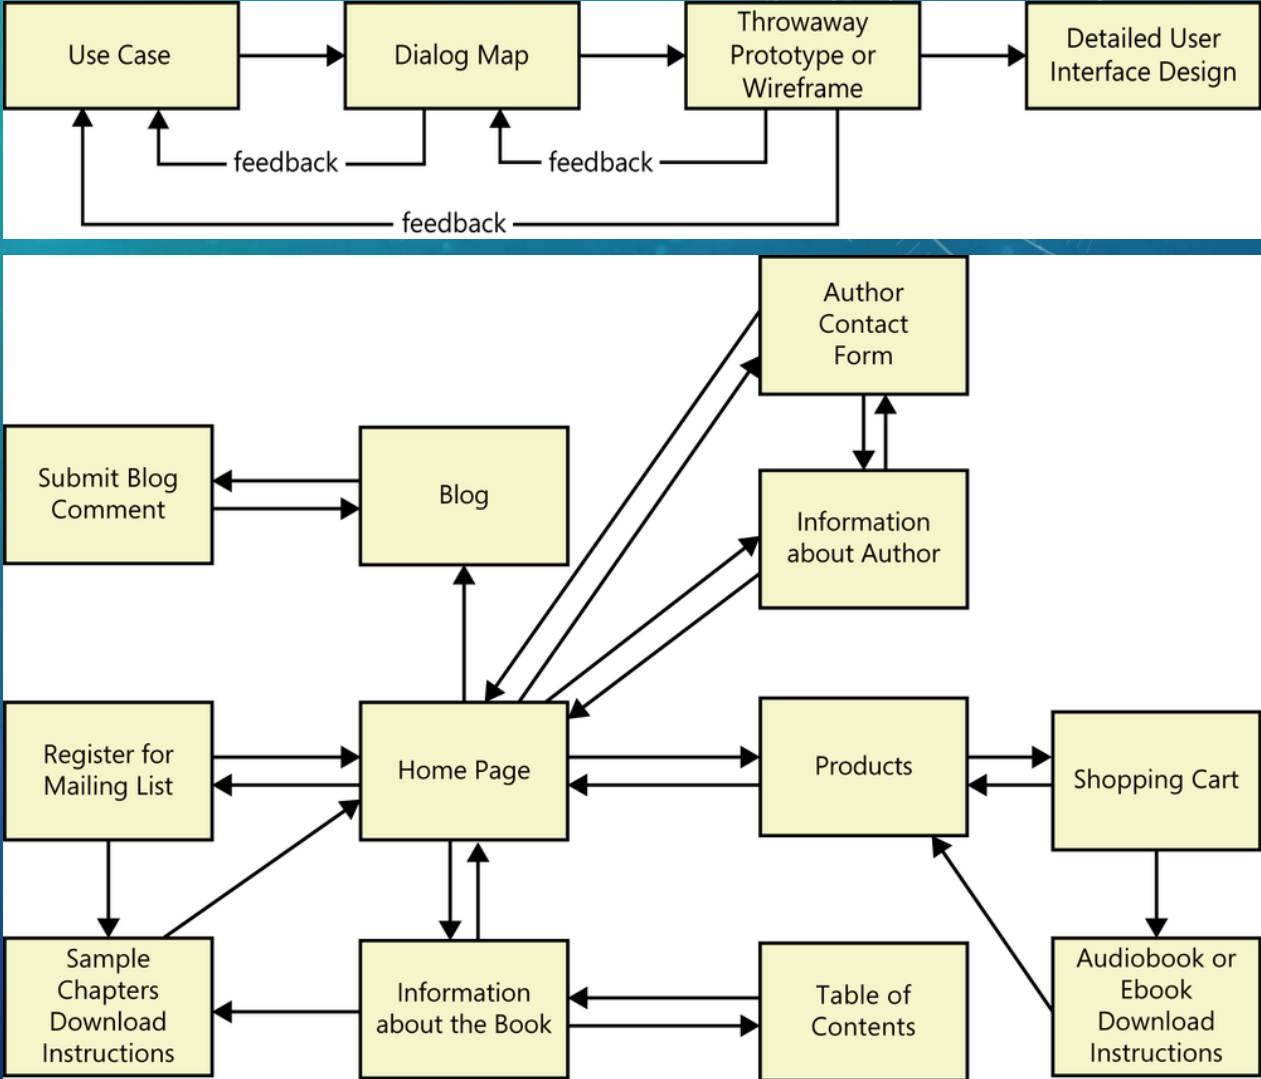 Use Case
Dialog Map
Throwaway
Prototype or
Wireframe
Detailed User
Interface Design
feedback
feedback
feedback
Author
Contact
Form
Submit Blog
Comment
Blog
Information
about Author
Register for
Mailing List
Home Page
Products
Shopping Cart
Sample
Chapters
Download
Instructions
Information
about the Book
Table of
Contents
Audiobook or
Ebook
Download
Instructions